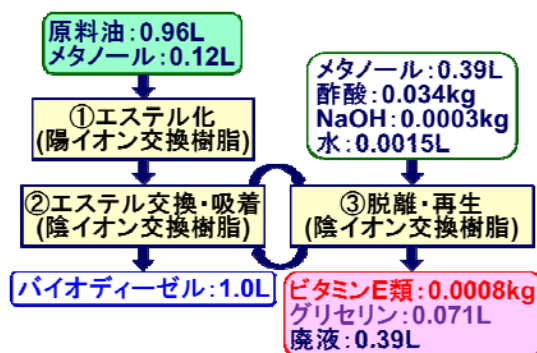 原料油:0.96L
メタノール:0.12L
①エステル化
(陽イオン交換樹脂)
②エステル交換・吸着
(陰イオン交換樹脂)
バイオディーゼル:1.0L
メタノール:0.39L
酢酸:0.034kg
NaOH:0.0003kg
水:0.0015L
③脱離・再生
(陰イオン交換樹脂)
ビタミンE類:0.0008kg
グリセリン:0.071L
廃液:0.39L